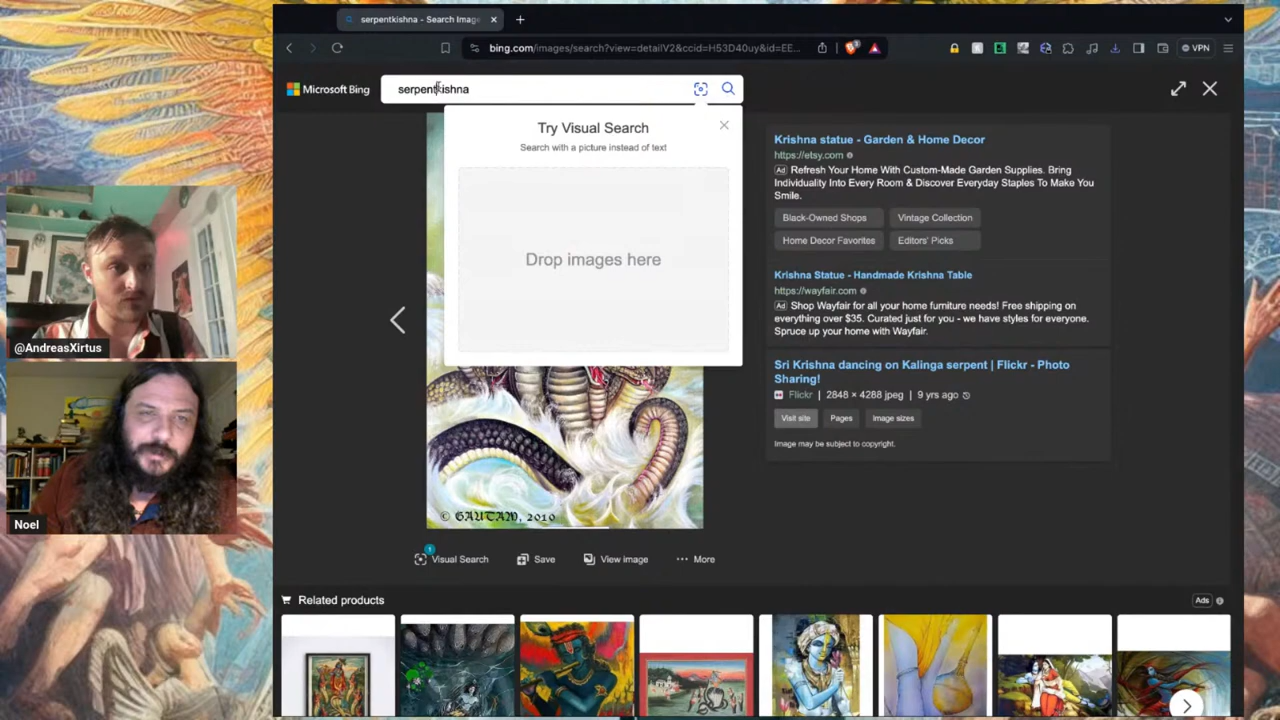 serpentkishna - Search Imag
bing.com/images/search?view=detailV2&ccid=H53D40uy&id=EE...
VPN
Microsoft Bing
serpentkishna
Try Visual Search
Search with a picture instead of text
Drop images here
Krishna statue - Garden & Home Decor
https://etsy.com
Ad Refresh Your Home With Custom-Made Garden Supplies. Bring
Individuality Into Every Room & Discover Everyday Staples To Make You
Smile.
Black-Owned Shops
Vintage Collection
Home Decor Favorites
Editors' Picks
Krishna Statue - Handmade Krishna Table
https://wayfair.com
Ad Shop Wayfair for all your home furniture needs! Free shipping on
everything over $35. Curated just for you - we have styles for everyone.
Spruce up your home with Wayfair.
Sri Krishna dancing on Kalinga serpent | Flickr - Photo
Sharing!
Flickr | 2848 × 4288 jpeg | 9 yrs ago
Visit site
Pages
Image sizes
Image may be subject to copyright.
@AndreasXirtus
Noel
© GAUTAM, 2010
1
Visual Search
Save
View image
More
Related products
Ads